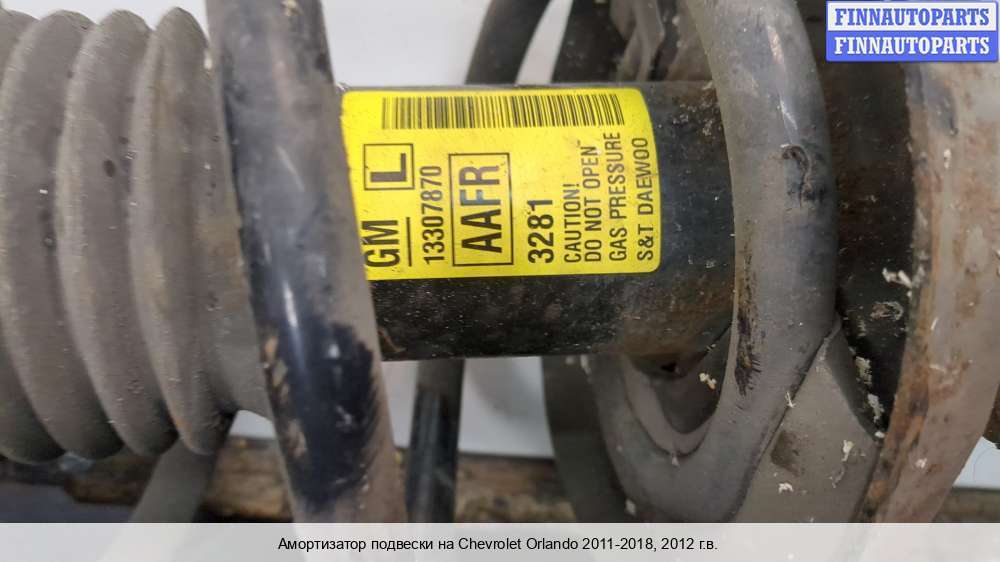 FINNAUTOPARTS
FINNAUTOPARTS
GM L
13307870
AAFR
3281
CAUTION!
DO NOT OPEN
GAS PRESSURE
S&T DAEWOO
Амортизатор подвески на Chevrolet Orlando 2011-2018, 2012 г.в.